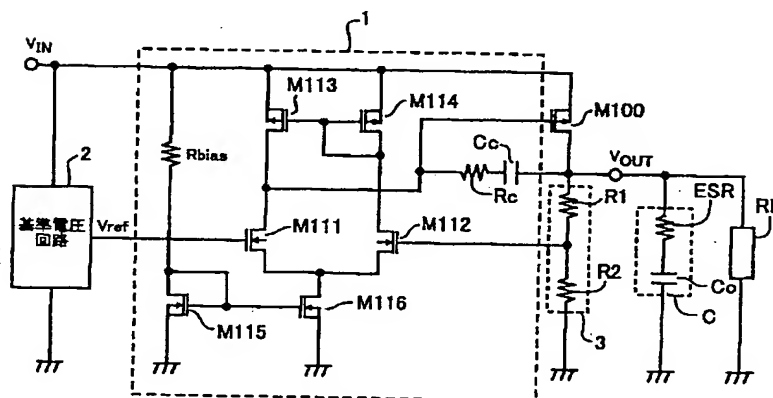 1
VIN
M113
M114
M100
Rbias
Cc
VOUT
2
Rc
R1
ESR
基準電圧
回路
Vref
M111
M112
R2
Co
M115
M116
3
C